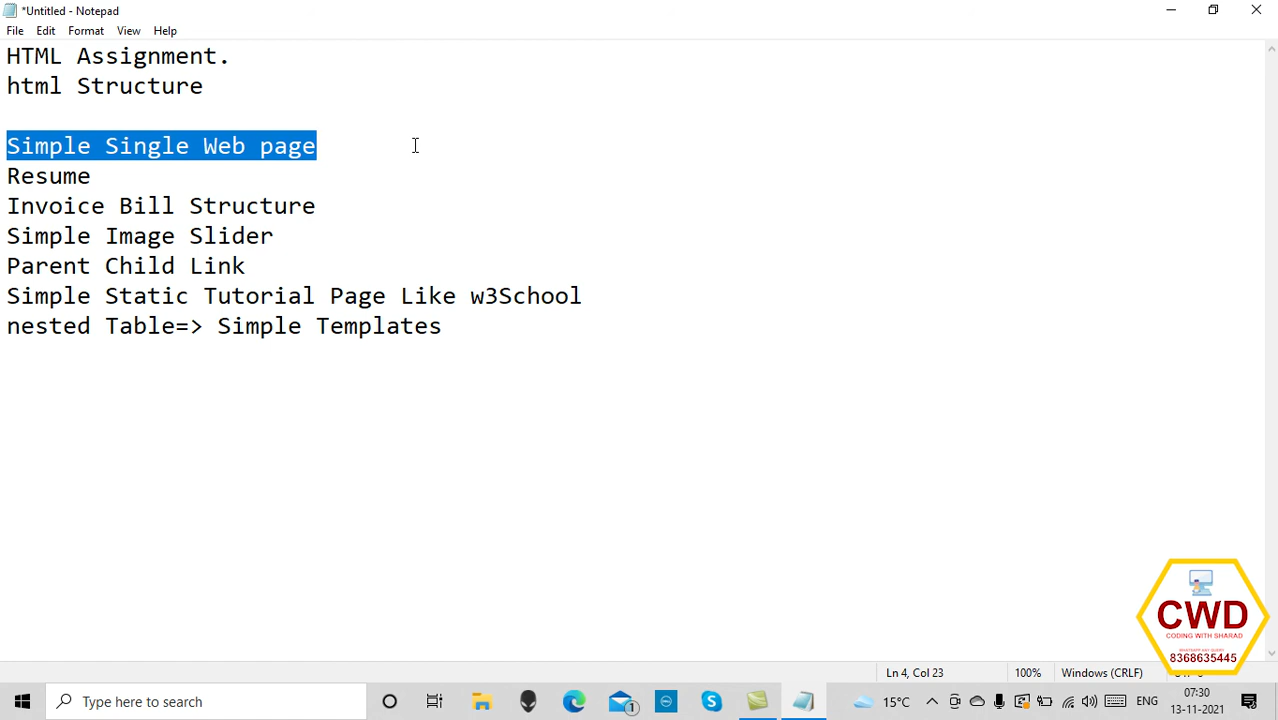 *Untitled - Notepad
File Edit Format View Help
HTML Assignment.
html Structure
Simple Single Web page
Resume
Invoice Bill Structure
Simple Image Slider
Parent Child Link
Simple Static Tutorial Page Like w3School
nested Table=> Simple Templates
CWD
CODING WITH SHARAD
8368635445
Ln 4, Col 23 100% Windows (CRLF)
Type here to search
1
15°C
ENG
07:30
13-11-2021